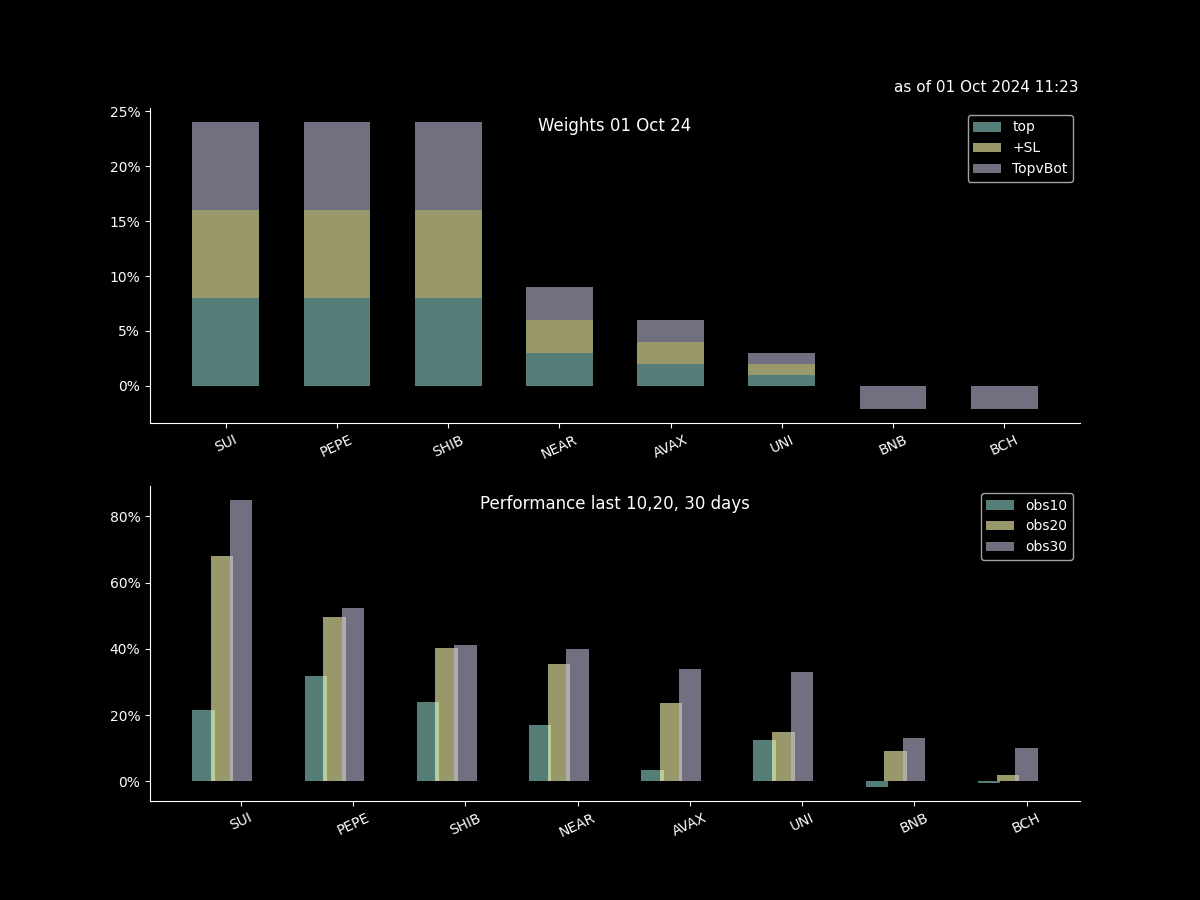 as of 01 Oct 2024 11:23
Weights 01 Oct 24
25%
20%
15%
10%
5%
0%
top
+SL
TopvBot
SUI PEPE SHIB NEAR AVAX UNI BNB BCH
Performance last 10,20, 30 days
80%
60%
40%
20%
0%
obs10
obs20
obs30
SUI PEPE SHIB NEAR AVAX UNI BNB BCH